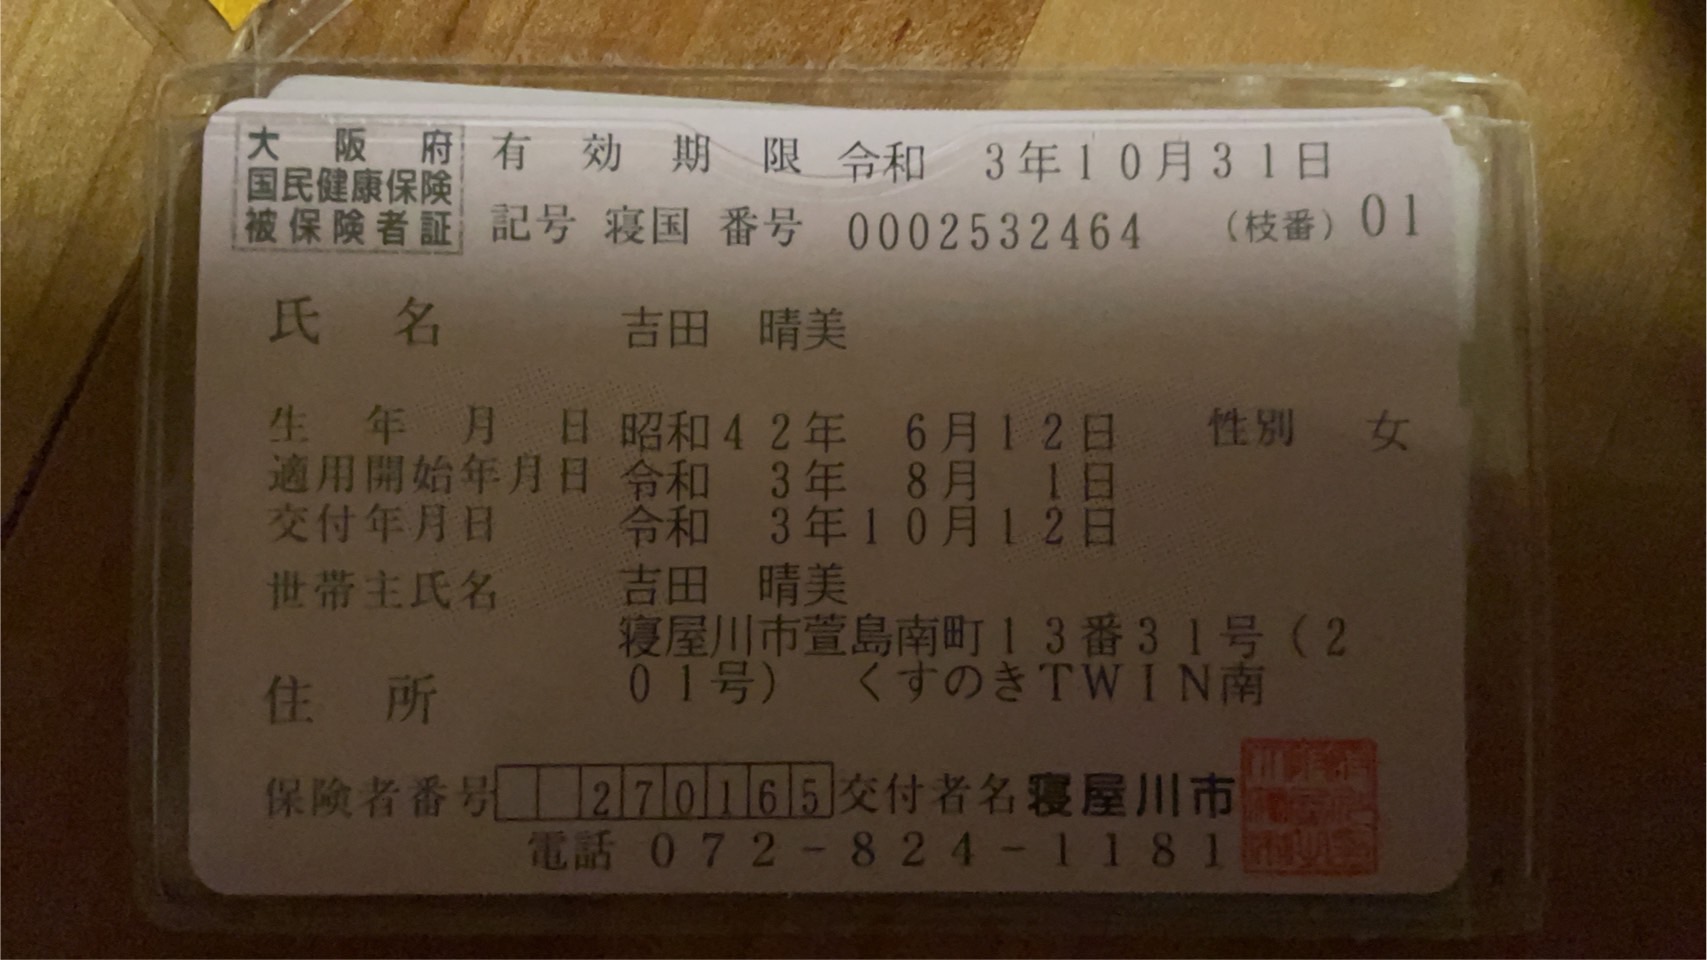 大阪府
国民健康保険
被保険者証
有効期限 令和 3年10月31日
記号 寝国 番号 0002532464 (枝番) 01
氏名 吉田 晴美
生年月日 昭和42年 6月12日 性別 女
適用開始年月日 令和 3年 8月 1日
交付年月日 令和 3年10月12日
世帯主氏名 吉田 晴美
住所 寝屋川市萱島南町13番31号(2
01号) くすのきTWIN南
保険者番号 270165 交付者名 寝屋川市
電話 072-824-1181